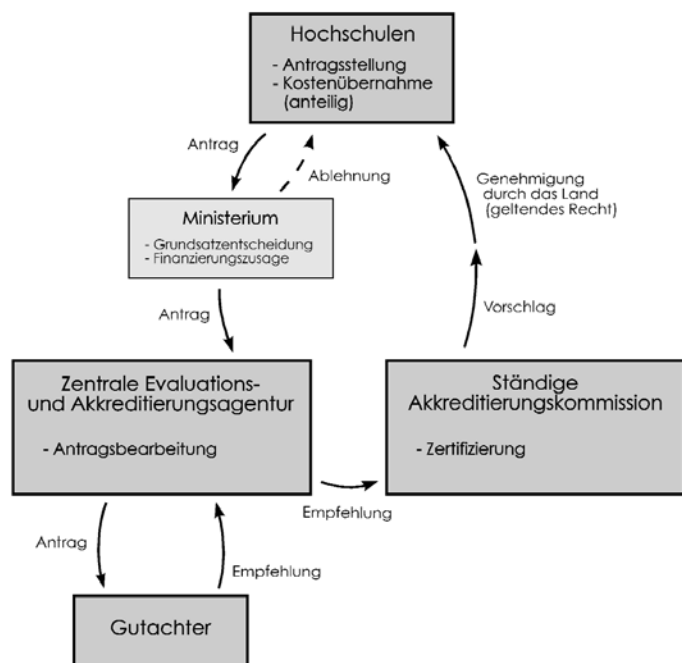 Hochschulen
- Antragsstellung
- Kostenübernahme
(anteilig)
Antrag
Ablehnung
Genehmigung
durch das Land
(geltendes Recht)
Ministerium
- Grundsatzentscheidung
- Finanzierungszusage
Antrag
Vorschlag
Zentrale Evaluations-
und Akkreditierungsagentur
- Antragsbearbeitung
Ständige
Akkreditierungskommission
- Zertifizierung
Empfehlung
Antrag
Empfehlung
Gutachter